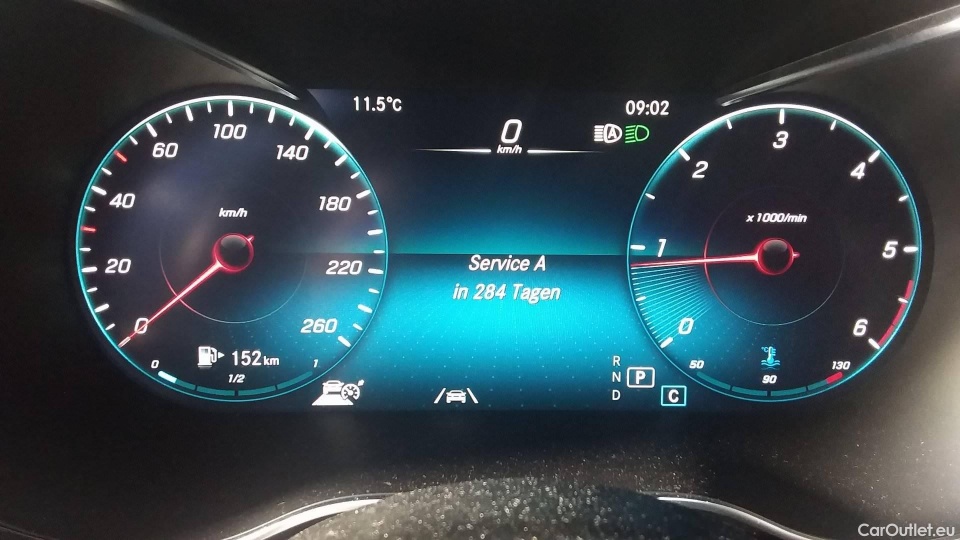 11.5°C
09:02
0
km/h
Service A
in 284 Tagen
0
20
40
60
100
140
180
220
260
km/h
152 km
0
1/2
1
0
1
2
3
4
5
6
x 1000/min
R
N P
D
C
°C
50
90
130
A
CarOutlet.eu